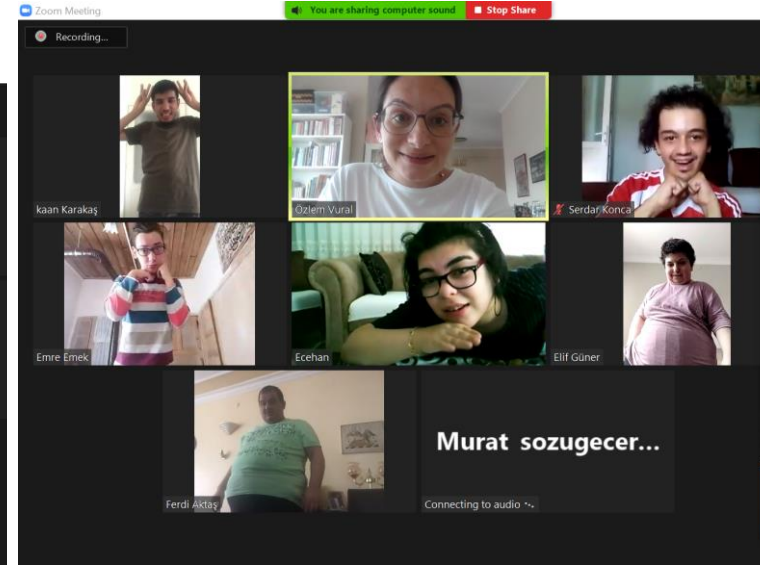 Zoom Meeting
You are sharing computer sound
Stop Share
Recording...
kaan Karakaş
Özlem Vural
Serdar Konca
Emre Emek
Ecehan
Elif Güner
Ferdi Aktaş
Murat sozugecer...
Connecting to audio